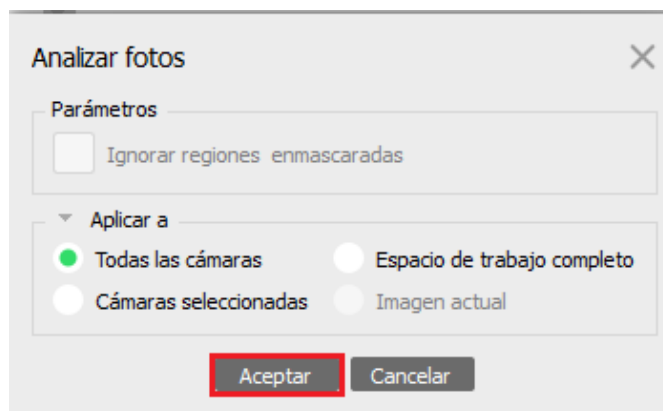 Analizar fotos
Parámetros
Ignorar regiones enmascaradas
Aplicar a
Todas las cámaras Espacio de trabajo completo
Cámaras seleccionadas Imagen actual
Aceptar Cancelar